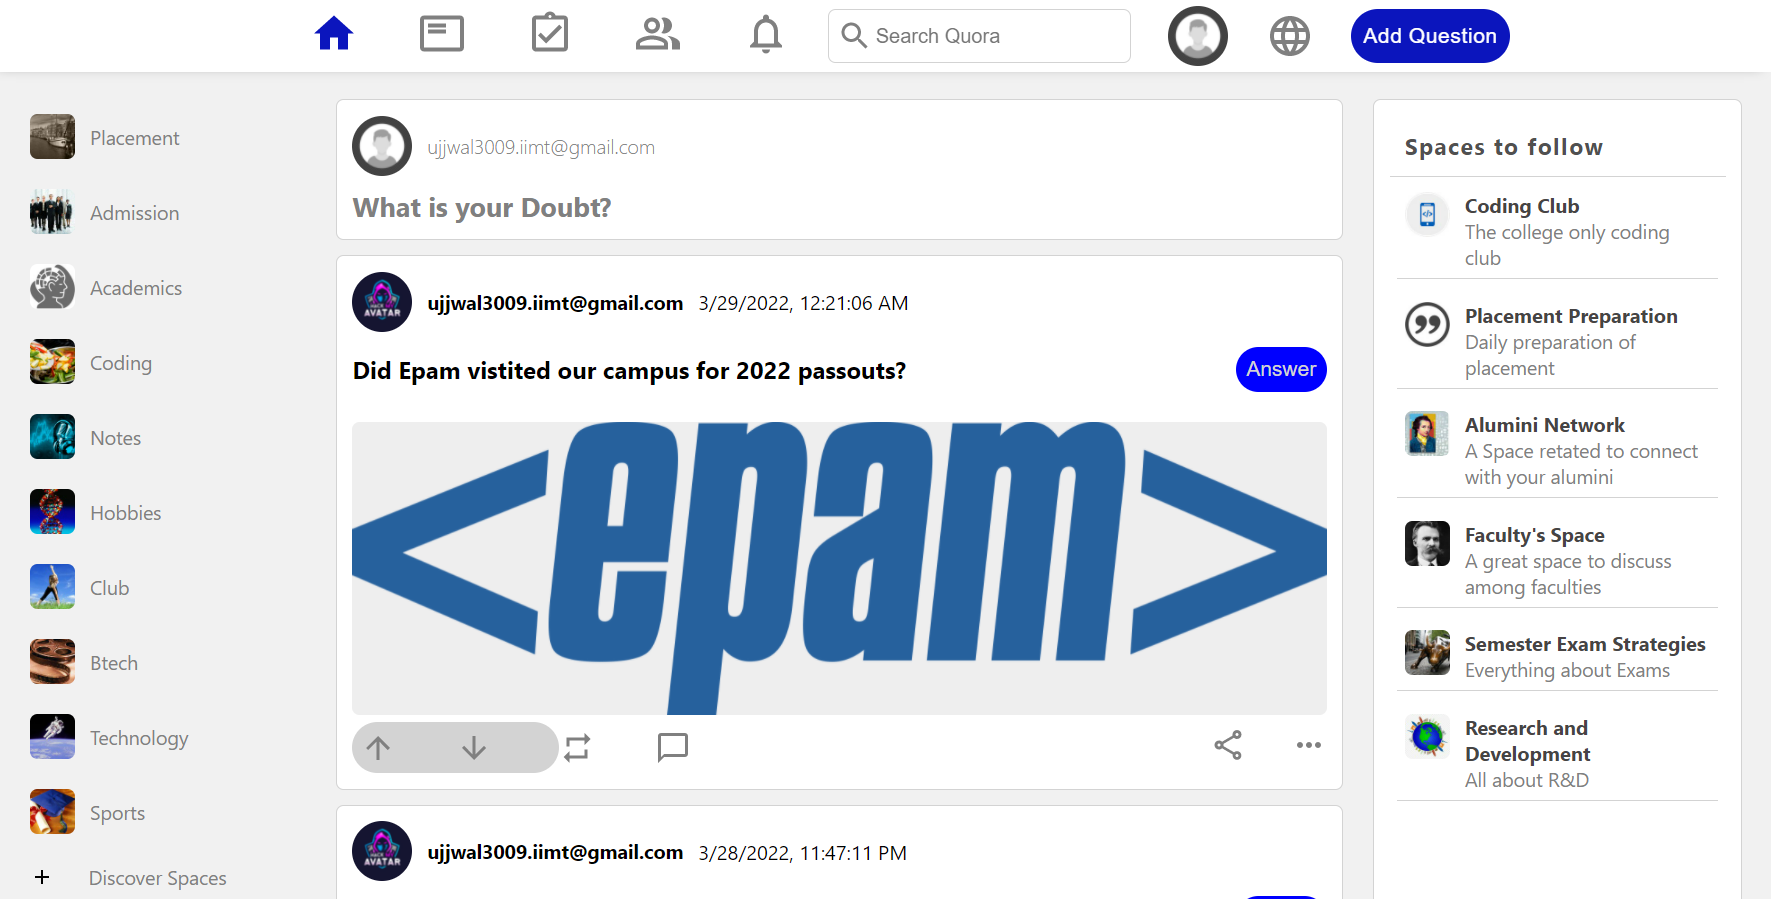 Search Quora
Add Question
Placement
Admission
Academics
Coding
Notes
Hobbies
Club
Btech
Technology
Sports
Discover Spaces
ujjwal3009.iimt@gmail.com
What is your Doubt?
AVATAR
ujjwal3009.iimt@gmail.com 3/29/2022, 12:21:06 AM
Did Epam vistited our campus for 2022 passouts?
Answer
<epam>
AVATAR
ujjwal3009.iimt@gmail.com 3/28/2022, 11:47:11 PM
Spaces to follow
Coding Club
The college only coding
club
Placement Preparation
Daily preparation of
placement
Alumini Network
A Space retated to connect
with your alumini
Faculty's Space
A great space to discuss
among faculties
Semester Exam Strategies
Everything about Exams
Research and
Development
All about R&D